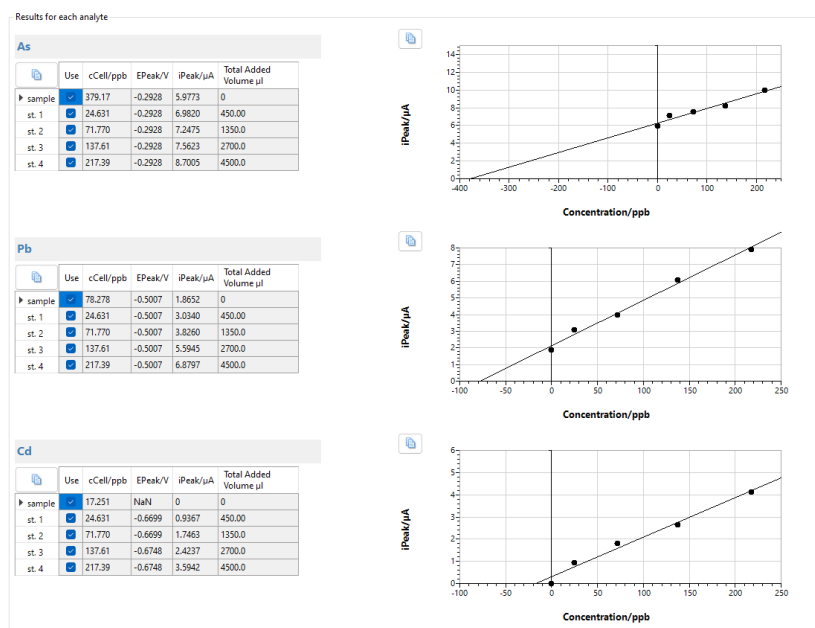 Results for each analyte
As
Use cCell/ppb EPeak/V iPeak/µA Total Added Volume µl
sample 379.17 -0.2928 5.9773 0
st. 1 24.631 -0.2928 6.9820 450.00
st. 2 71.770 -0.2928 7.2475 1350.0
st. 3 137.61 -0.2928 7.5623 2700.0
st. 4 217.39 -0.2928 8.7005 4500.0
iPeak/µA
14
12
10
8
6
4
2
0
-400 -300 -200 -100 0 100 200
Concentration/ppb
Pb
Use cCell/ppb EPeak/V iPeak/µA Total Added Volume µl
sample 78.278 -0.5007 1.8652 0
st. 1 24.631 -0.5007 3.0340 450.00
st. 2 71.770 -0.5007 3.8260 1350.0
st. 3 137.61 -0.5007 5.5945 2700.0
st. 4 217.39 -0.5007 6.8797 4500.0
iPeak/µA
8
7
6
5
4
3
2
1
0
-100 -50 0 50 100 150 200 250
Concentration/ppb
Cd
Use cCell/ppb EPeak/V iPeak/µA Total Added Volume µl
sample 17.251 NaN 0 0
st. 1 24.631 -0.6699 0.9367 450.00
st. 2 71.770 -0.6699 1.7463 1350.0
st. 3 137.61 -0.6748 2.4237 2700.0
st. 4 217.39 -0.6748 3.5942 4500.0
iPeak/µA
6
5
4
3
2
1
0
-100 -50 0 50 100 150 200 250
Concentration/ppb